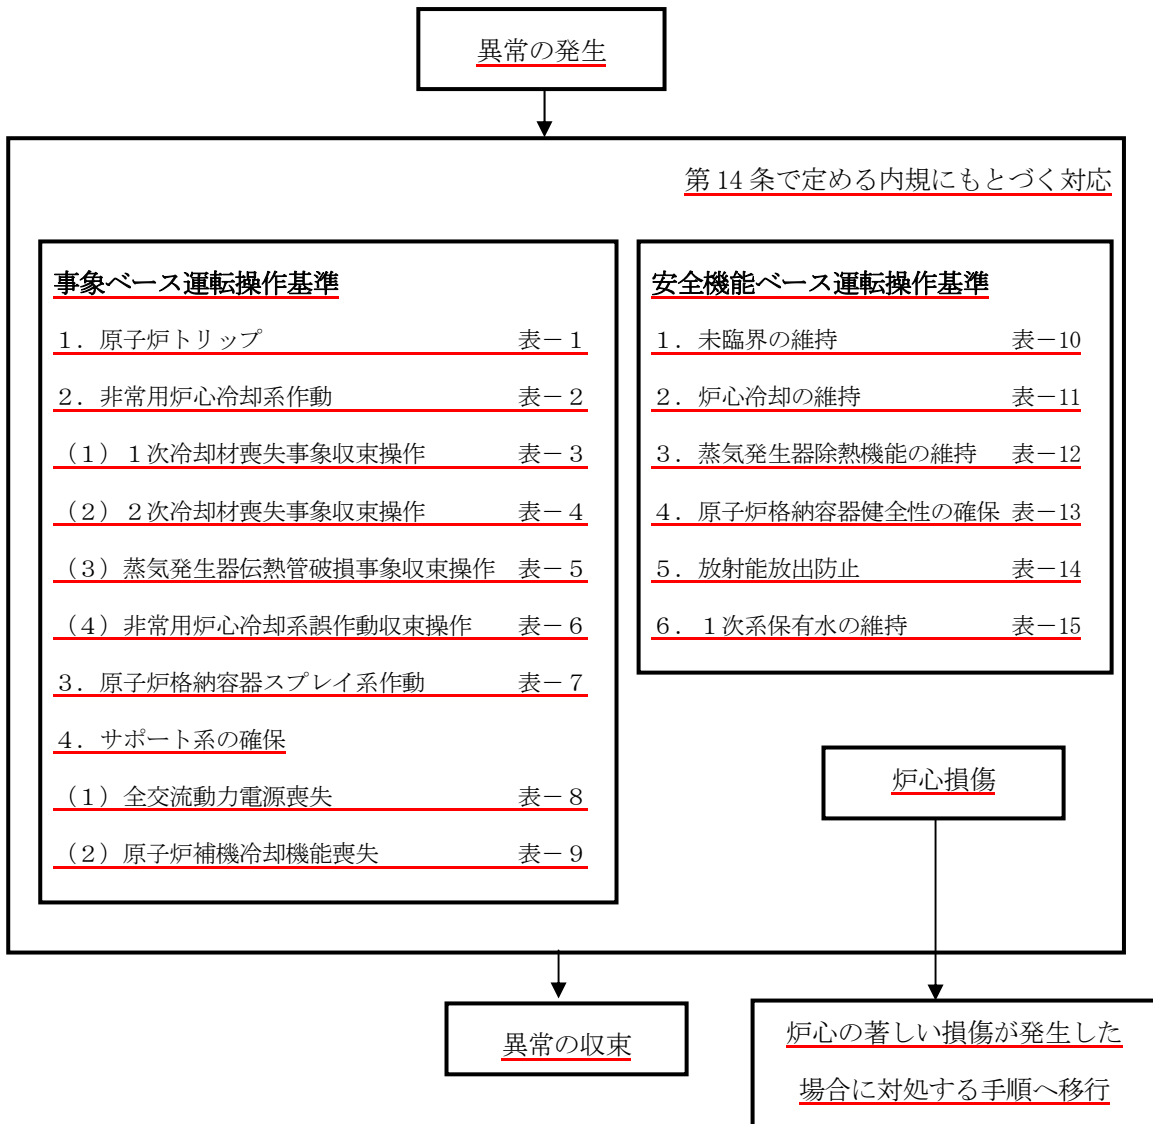 異常の発生
第14条で定める内規にもとづく対応
事象ベース運転操作基準
1．原子炉トリップ 表－1
2．非常用炉心冷却系作動 表－2
（1）1次冷却材喪失事象収束操作 表－3
（2）2次冷却材喪失事象収束操作 表－4
（3）蒸気発生器伝熱管破損事象収束操作 表－5
（4）非常用炉心冷却系誤作動収束操作 表－6
3．原子炉格納容器スプレイ系作動 表－7
4．サポート系の確保
（1）全交流動力電源喪失 表－8
（2）原子炉補機冷却機能喪失 表－9
安全機能ベース運転操作基準
1．未臨界の維持 表－10
2．炉心冷却の維持 表－11
3．蒸気発生器除熱機能の維持 表－12
4．原子炉格納容器健全性の確保 表－13
5．放射能放出防止 表－14
6．1次系保有水の維持 表－15
炉心損傷
異常の収束
炉心の著しい損傷が発生した
場合に対処する手順へ移行